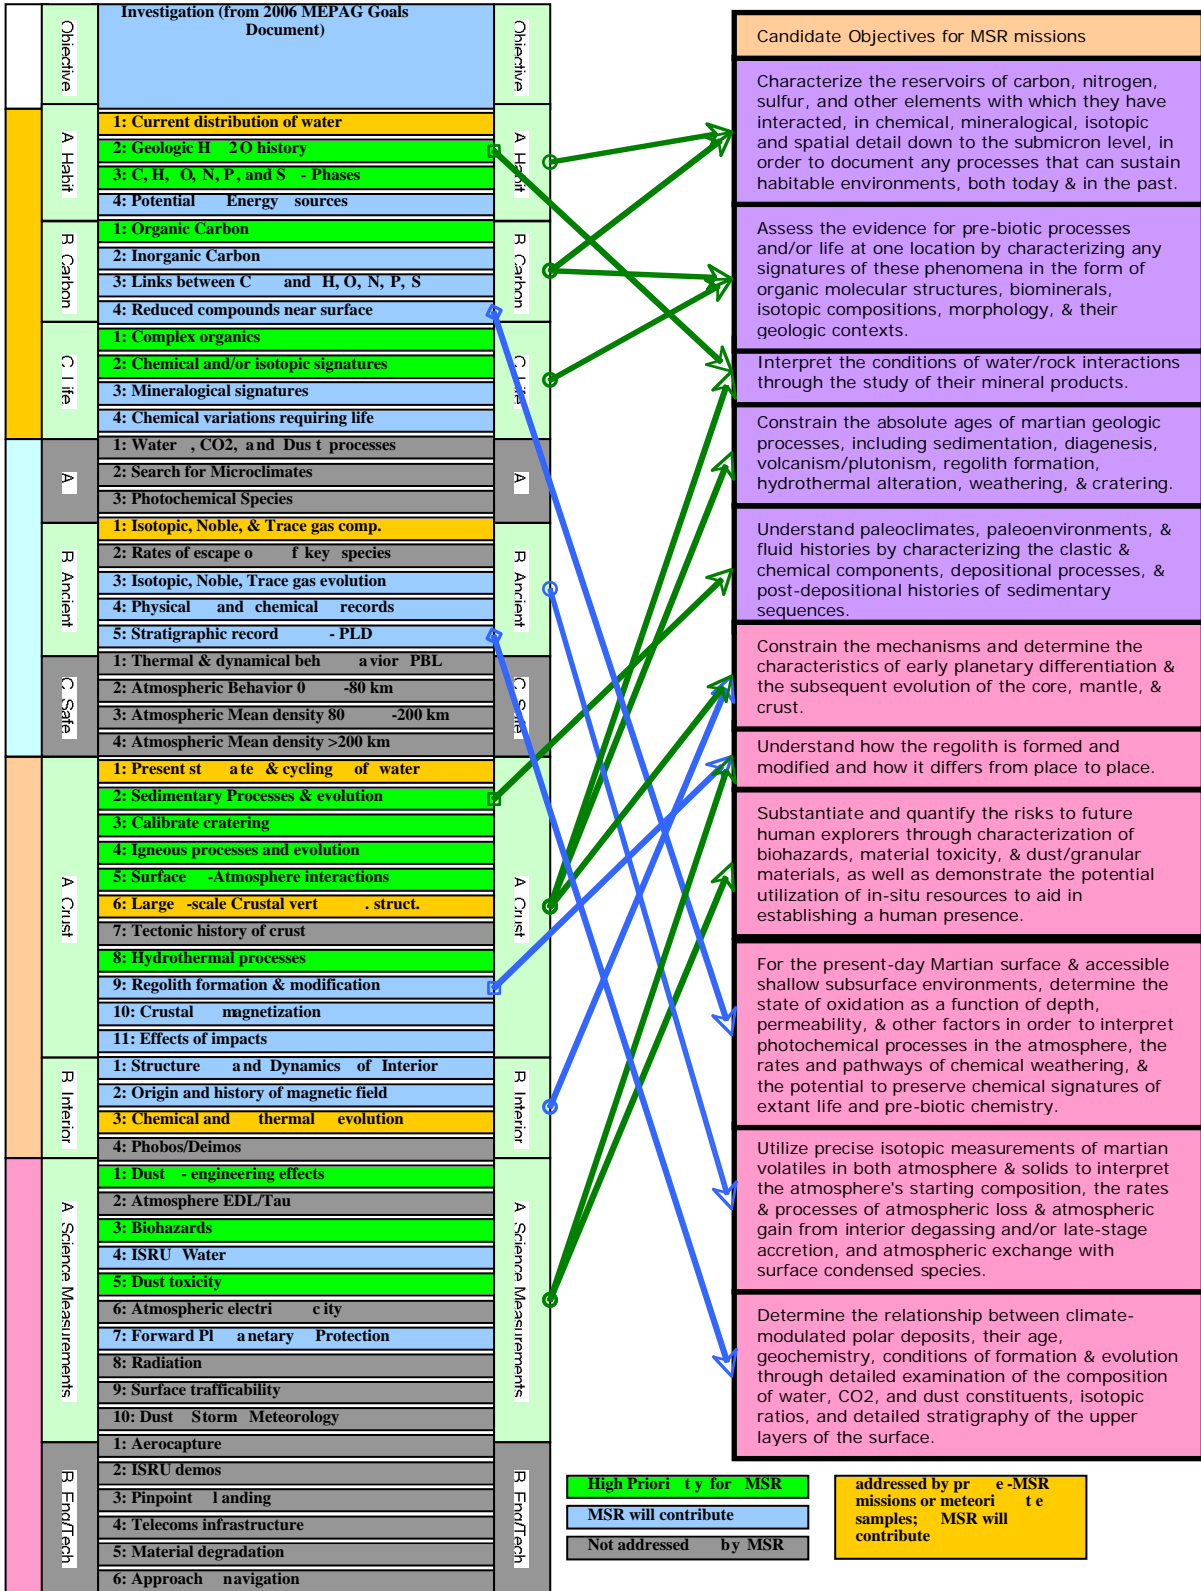 Objective
Investigation (from 2006 MEPAG Goals
Document)
Objective
A Habit
1: Current distribution of water
2: Geologic H 2O history
3: C, H, O, N, P, and S - Phases
4: Potential Energy sources
A Habit
B Carbon
1: Organic Carbon
2: Inorganic Carbon
3: Links between C and H, O, N, P, S
4: Reduced compounds near surface
B Carbon
C Life
1: Complex organics
2: Chemical and/or isotopic signatures
3: Mineralogical signatures
4: Chemical variations requiring life
C Life
A
1: Water , CO2, and Dus t processes
2: Search for Microclimates
3: Photochemical Species
A
B Ancient
1: Isotopic, Noble, & Trace gas comp.
2: Rates of escape o f key species
3: Isotopic, Noble, Trace gas evolution
4: Physical and chemical records
5: Stratigraphic record - PLD
B Ancient
C Safe
1: Thermal & dynamical beh avior PBL
2: Atmospheric Behavior 0 -80 km
3: Atmospheric Mean density 80 -200 km
4: Atmospheric Mean density >200 km
C Safe
A Crust
1: Present st ate & cycling of water
2: Sedimentary Processes & evolution
3: Calibrate cratering
4: Igneous processes and evolution
5: Surface -Atmosphere interactions
6: Large -scale Crustal vert . struct.
7: Tectonic history of crust
8: Hydrothermal processes
9: Regolith formation & modification
10: Crustal magnetization
11: Effects of impacts
A Crust
B Interior
1: Structure and Dynamics of Interior
2: Origin and history of magnetic field
3: Chemical and thermal evolution
4: Phobos/Deimos
B Interior
A Science Measurements
1: Dust - engineering effects
2: Atmosphere EDL/Tau
3: Biohazards
4: ISRU Water
5: Dust toxicity
6: Atmospheric electri c ity
7: Forward Pl anetary Protection
8: Radiation
9: Surface trafficability
10: Dust Storm Meteorology
A Science Measurements
B Eng/Tech
1: Aerocapture
2: ISRU demos
3: Pinpoint l anding
4: Telecoms infrastructure
5: Material degradation
6: Approach navigation
B Eng/Tech
Candidate Objectives for MSR missions
Characterize the reservoirs of carbon, nitrogen,
sulfur, and other elements with which they have
interacted, in chemical, mineralogical, isotopic
and spatial detail down to the submicron level, in
order to document any processes that can sustain
habitable environments, both today & in the past.
Assess the evidence for pre-biotic processes
and/or life at one location by characterizing any
signatures of these phenomena in the form of
organic molecular structures, biominerals,
isotopic compositions, morphology, & their
geologic contexts.
Interpret the conditions of water/rock interactions
through the study of their mineral products.
Constrain the absolute ages of martian geologic
processes, including sedimentation, diagenesis,
volcanism/plutonism, regolith formation,
hydrothermal alteration, weathering, & cratering.
Understand paleoclimates, paleoenvironments, &
fluid histories by characterizing the clastic &
chemical components, depositional processes, &
post-depositional histories of sedimentary
sequences.
Constrain the mechanisms and determine the
characteristics of early planetary differentiation &
the subsequent evolution of the core, mantle, &
crust.
Understand how the regolith is formed and
modified and how it differs from place to place.
Substantiate and quantify the risks to future
human explorers through characterization of
biohazards, material toxicity, & dust/granular
materials, as well as demonstrate the potential
utilization of in-situ resources to aid in
establishing a human presence.
For the present-day Martian surface & accessible
shallow subsurface environments, determine the
state of oxidation as a function of depth,
permeability, & other factors in order to interpret
photochemical processes in the atmosphere, the
rates and pathways of chemical weathering, &
the potential to preserve chemical signatures of
extant life and pre-biotic chemistry.
Utilize precise isotopic measurements of martian
volatiles in both atmosphere & solids to interpret
the atmosphere's starting composition, the rates
& processes of atmospheric loss & atmospheric
gain from interior degassing and/or late-stage
accretion, and atmospheric exchange with
surface condensed species.
Determine the relationship between climate-
modulated polar deposits, their age,
geochemistry, conditions of formation & evolution
through detailed examination of the composition
of water, CO2, and dust constituents, isotopic
ratios, and detailed stratigraphy of the upper
layers of the surface.
High Priori ty for MSR
MSR will contribute
Not addressed by MSR
addressed by pr e -MSR
missions or meteori t e
samples; MSR will
contribute